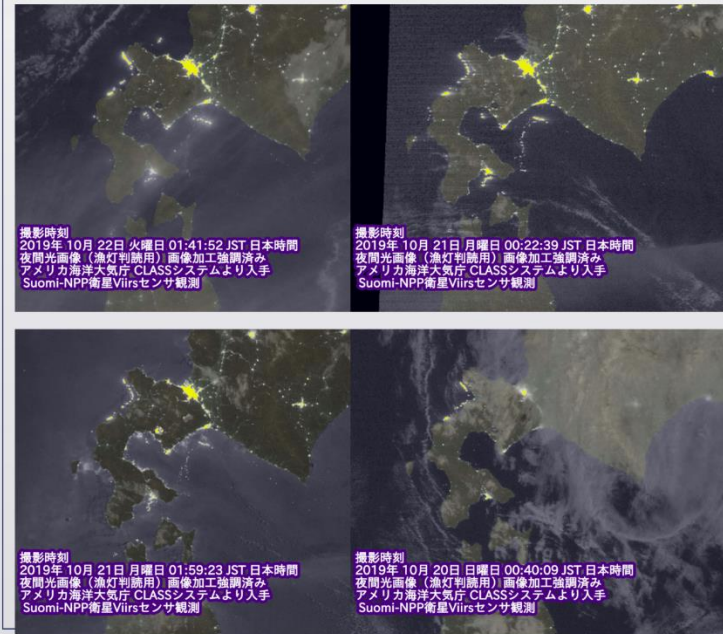 撮影時刻
2019年 10月 22日 火曜日 01:41:52 JST 日本時間
夜間光画像（漁灯判読用）画像加工強調済み
アメリカ海洋大気庁 CLASSシステムより入手
Suomi-NPP衛星Viirsセンサ観測
撮影時刻
2019年 10月 21日 月曜日 00:22:39 JST 日本時間
夜間光画像（漁灯判読用）画像加工強調済み
アメリカ海洋大気庁 CLASSシステムより入手
Suomi-NPP衛星Viirsセンサ観測
撮影時刻
2019年 10月 21日 月曜日 01:59:23 JST 日本時間
夜間光画像（漁灯判読用）画像加工強調済み
アメリカ海洋大気庁 CLASSシステムより入手
Suomi-NPP衛星Viirsセンサ観測
撮影時刻
2019年 10月 20日 日曜日 00:40:09 JST 日本時間
夜間光画像（漁灯判読用）画像加工強調済み
アメリカ海洋大気庁 CLASSシステムより入手
Suomi-NPP衛星Viirsセンサ観測